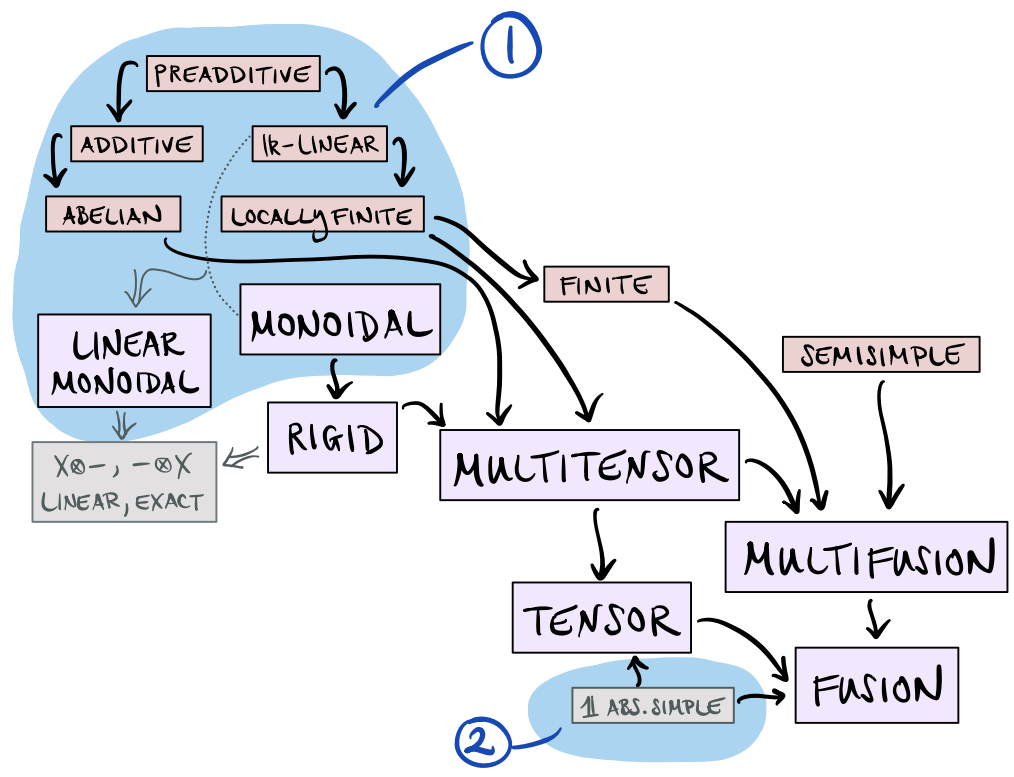 1
PREADDITIVE
ADDITIVE
𝕜-LINEAR
ABELIAN
LOCALLY FINITE
FINITE
MONOIDAL
LINEAR
MONOIDAL
SEMISIMPLE
RIGID
MULTITENSOR
X⊗-, -⊗X
LINEAR, EXACT
MULTIFUSION
TENSOR
FUSION
𝟙 ABS. SIMPLE
2